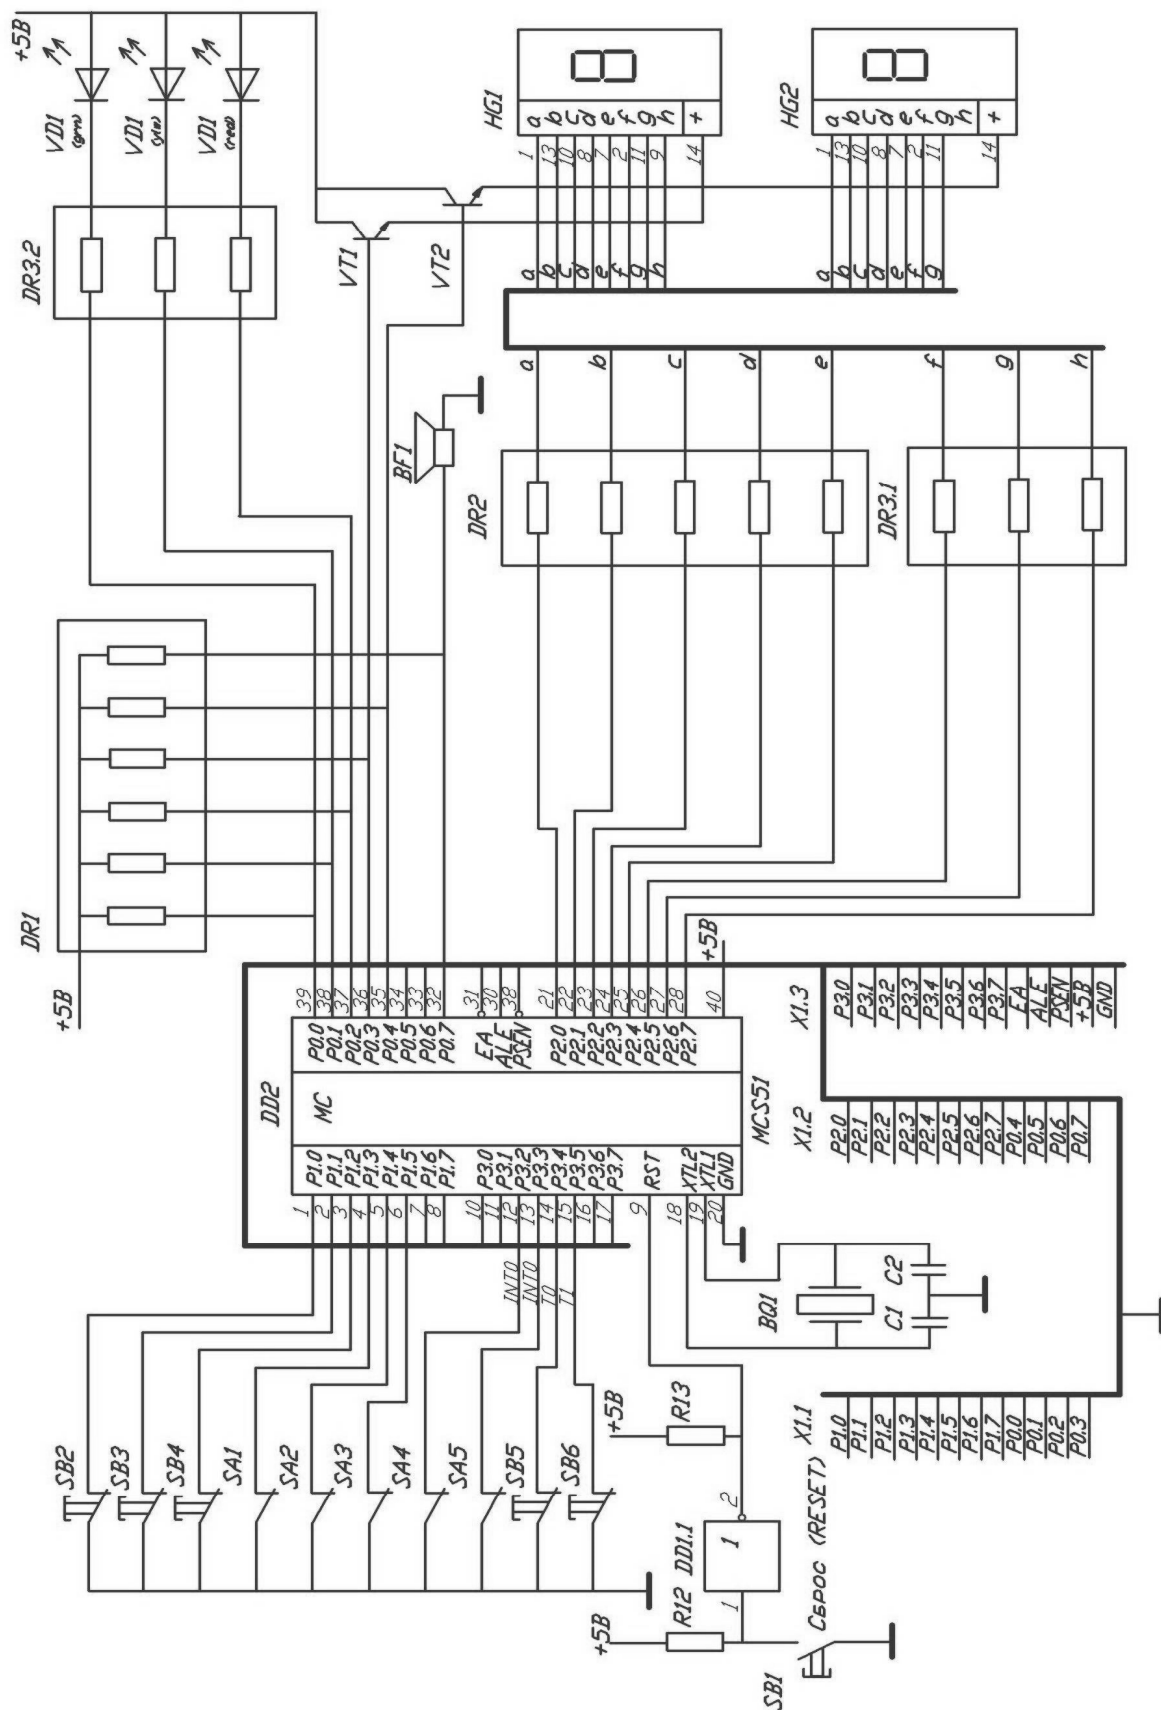 +5В
VD1
(grn)
VD1
(yle)
VD1
(red)
DR3.2
VT1
VT2
HG1
a
b
c
d
e
f
g
h
+
1
13
10
8
7
2
11
9
14
a
b
c
d
e
f
g
h
HG2
a
b
c
d
e
f
g
h
+
1
13
10
8
7
2
11
14
a
b
c
d
e
f
g
BF1
a
b
c
d
e
f
g
h
DR2
DR3.1
DR1
+5В
DD2
MC
MCS51
39
38
37
36
35
34
33
32
31
30
38
21
22
23
24
25
26
27
28
40
+5В
P0.0
P0.1
P0.2
P0.3
P0.4
P0.5
P0.6
P0.7
EA
ALE
PSEN
P2.0
P2.1
P2.2
P2.3
P2.4
P2.5
P2.6
P2.7
P1.0
P1.1
P1.2
P1.3
P1.4
P1.5
P1.6
P1.7
P3.0
P3.1
P3.2
P3.3
P3.4
P3.5
P3.6
P3.7
RST
XTL2
XTL1
GND
1
2
3
4
5
6
7
8
10
11
12
13
14
15
16
17
9
18
19
20
INT0
INT0
T0
T1
SB2
SB3
SB4
SA1
SA2
SA3
SA4
SA5
SB5
SB6
+5В
R13
+5В
R12
DD1.1
1
1
2
SB1
Сброс (RESET)
BQ1
C1
C2
X1.1
P1.0
P1.1
P1.2
P1.3
P1.4
P1.5
P1.6
P1.7
P0.0
P0.1
P0.2
P0.3
X1.2
P2.0
P2.1
P2.2
P2.3
P2.4
P2.5
P2.6
P2.7
P0.4
P0.5
P0.6
P0.7
X1.3
P3.0
P3.1
P3.2
P3.3
P3.4
P3.5
P3.6
P3.7
EA
ALE
PSEN
+5В
GND